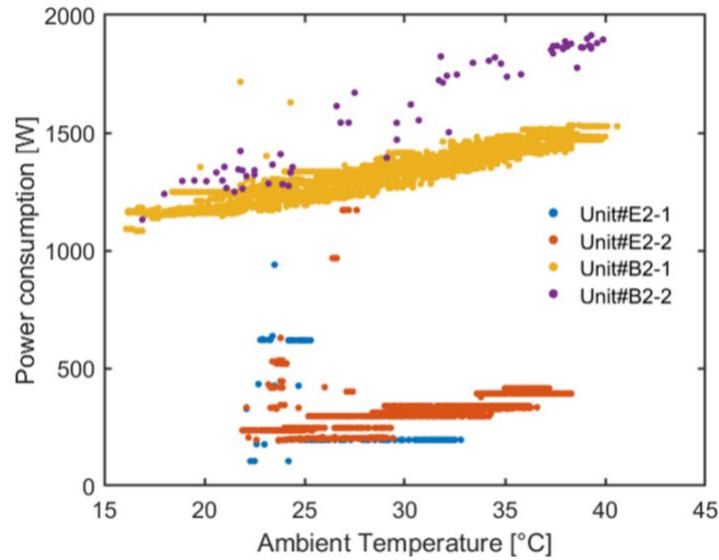 2000
1500
1000
500
0
Power consumption [W]
Unit#E2-1
Unit#E2-2
Unit#B2-1
Unit#B2-2
15 20 25 30 35 40 45
Ambient Temperature [°C]